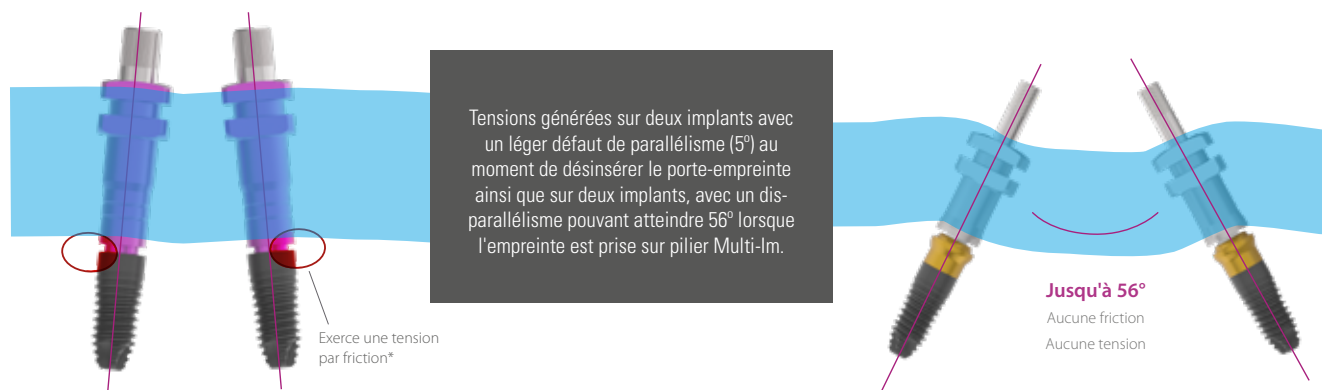 Tensions générées sur deux implants avec
un léger défaut de parallélisme (5º) au
moment de désinsérer le porte-empreinte
ainsi que sur deux implants, avec un dis-
parallélisme pouvant atteindre 56º lorsque
l'empreinte est prise sur pilier Multi-Im.
Exerce une tension
par friction*
Jusqu'à 56°
Aucune friction
Aucune tension